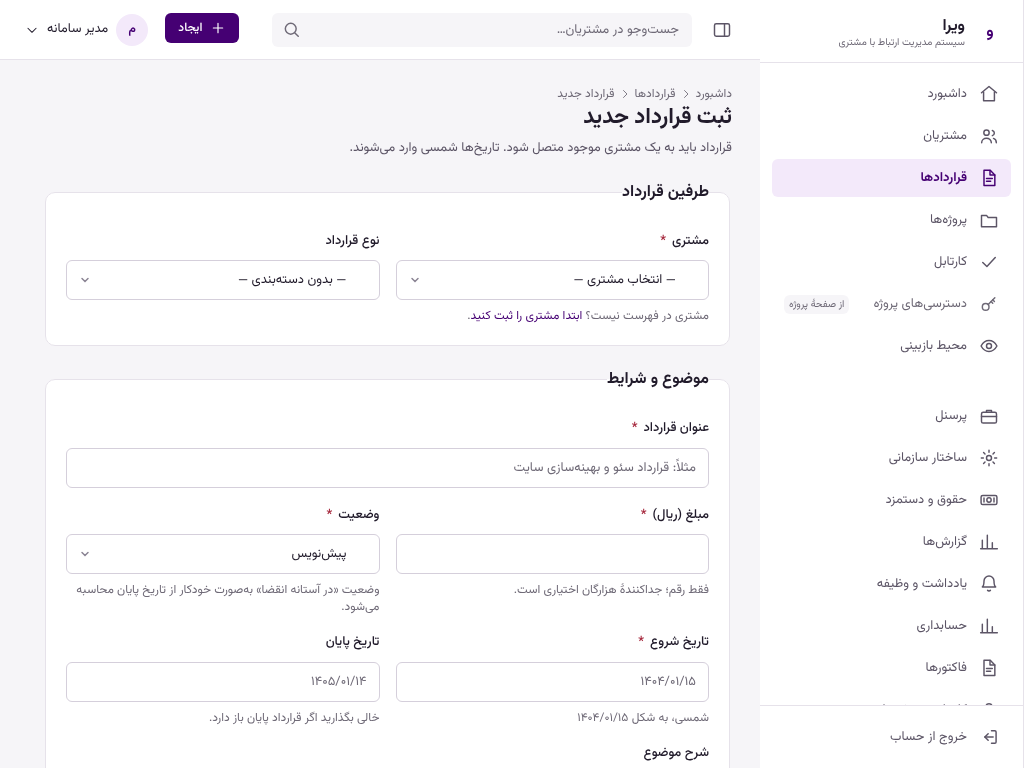 و
ویرا
سیستم مدیریت ارتباط با مشتری
داشبورد
مشتریان
قراردادها
پروژه‌ها
کارتابل
دسترسی‌های پروژه
از صفحهٔ پروژه
محیط بازبینی
پرسنل
ساختار سازمانی
حقوق و دستمزد
گزارش‌ها
یادداشت و وظیفه
حسابداری
فاکتورها
خروج از حساب
جست‌وجو در مشتریان...
ایجاد
م
مدیر سامانه
داشبورد
قراردادها
قرارداد جدید
ثبت قرارداد جدید
قرارداد باید به یک مشتری موجود متصل شود. تاریخ‌ها شمسی وارد می‌شوند.
طرفین قرارداد
مشتری *
نوع قرارداد
— انتخاب مشتری —
— بدون دسته‌بندی —
مشتری در فهرست نیست؟ ابتدا مشتری را ثبت کنید.
موضوع و شرایط
عنوان قرارداد *
مثلاً: قرارداد سئو و بهینه‌سازی سایت
مبلغ (ریال) *
وضعیت *
پیش‌نویس
فقط رقم؛ جداکنندهٔ هزارگان اختیاری است.
وضعیت «در آستانه انقضا» به‌صورت خودکار از تاریخ پایان محاسبه
می‌شود.
تاریخ شروع *
تاریخ پایان
۱۴۰۴/۰۱/۱۵
۱۴۰۵/۰۱/۱۴
شمسی، به شکل ۱۴۰۴/۰۱/۱۵
خالی بگذارید اگر قرارداد پایان باز دارد.
شرح موضوع